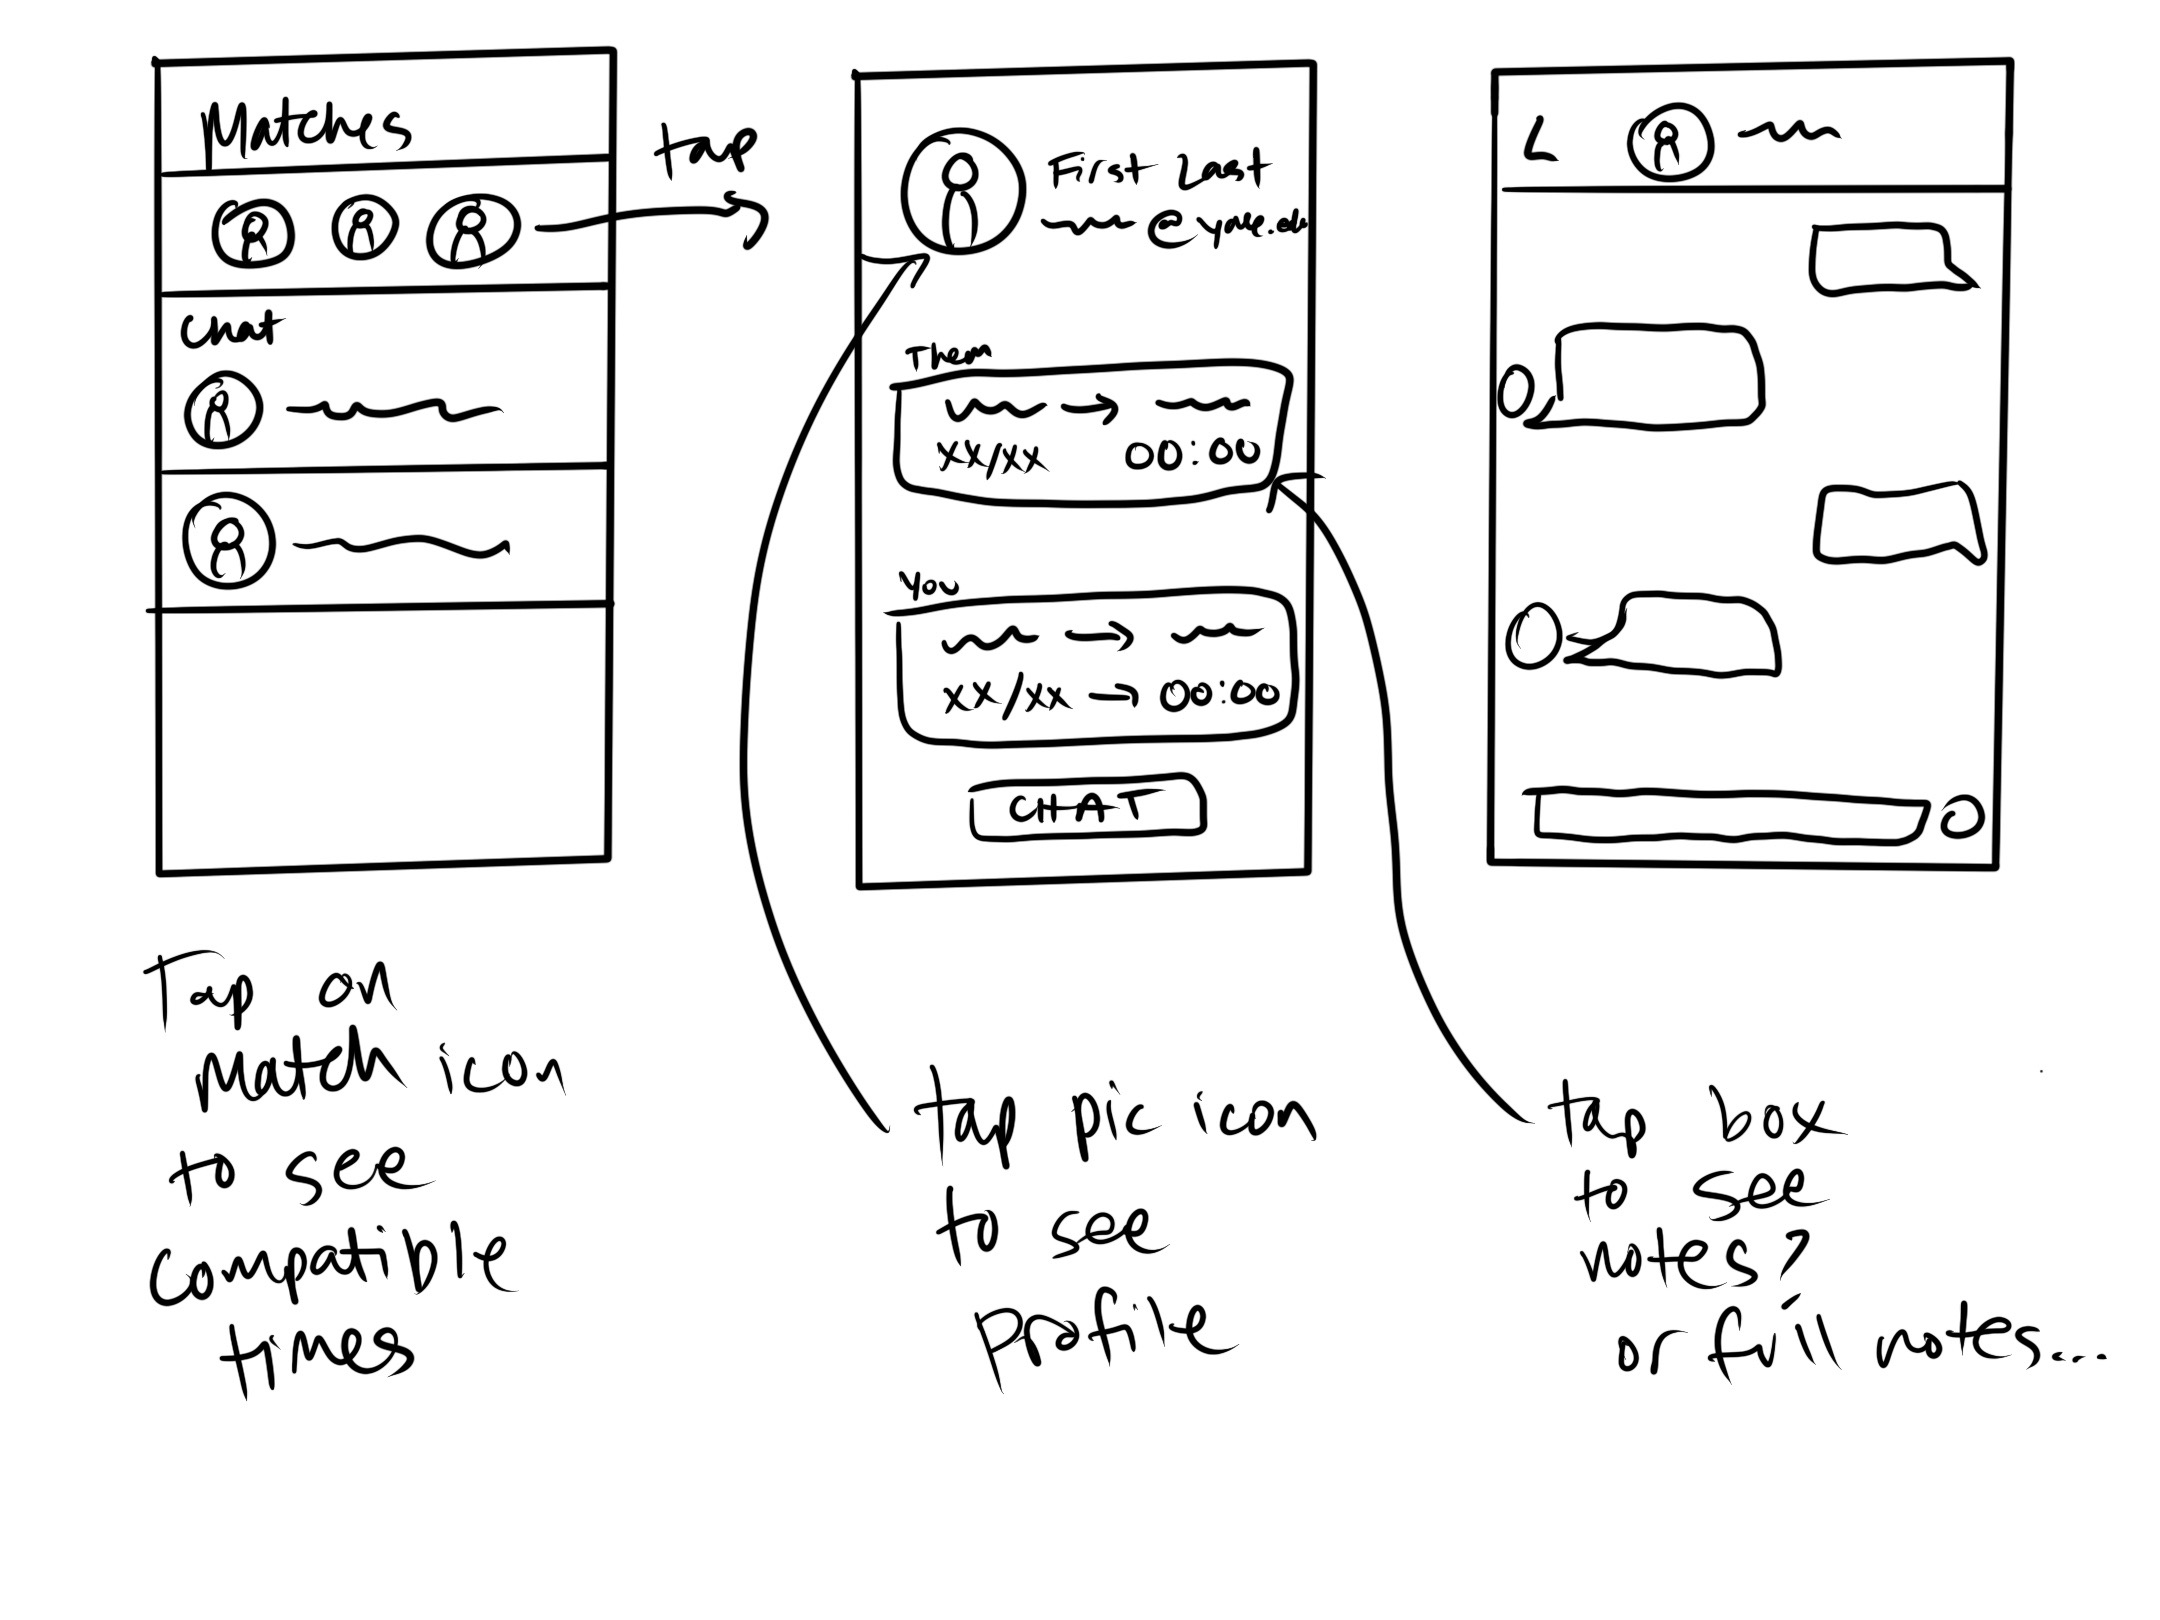 Matches
tap
Chat
First Last
@yale.edu
Them
xx/xx 00:00
You
xx/xx → 00:00
CHAT
Tap on
match icon
to see
compatible
times
tap pic icon
to see
profile
tap box
to see
notes?
or full notes...